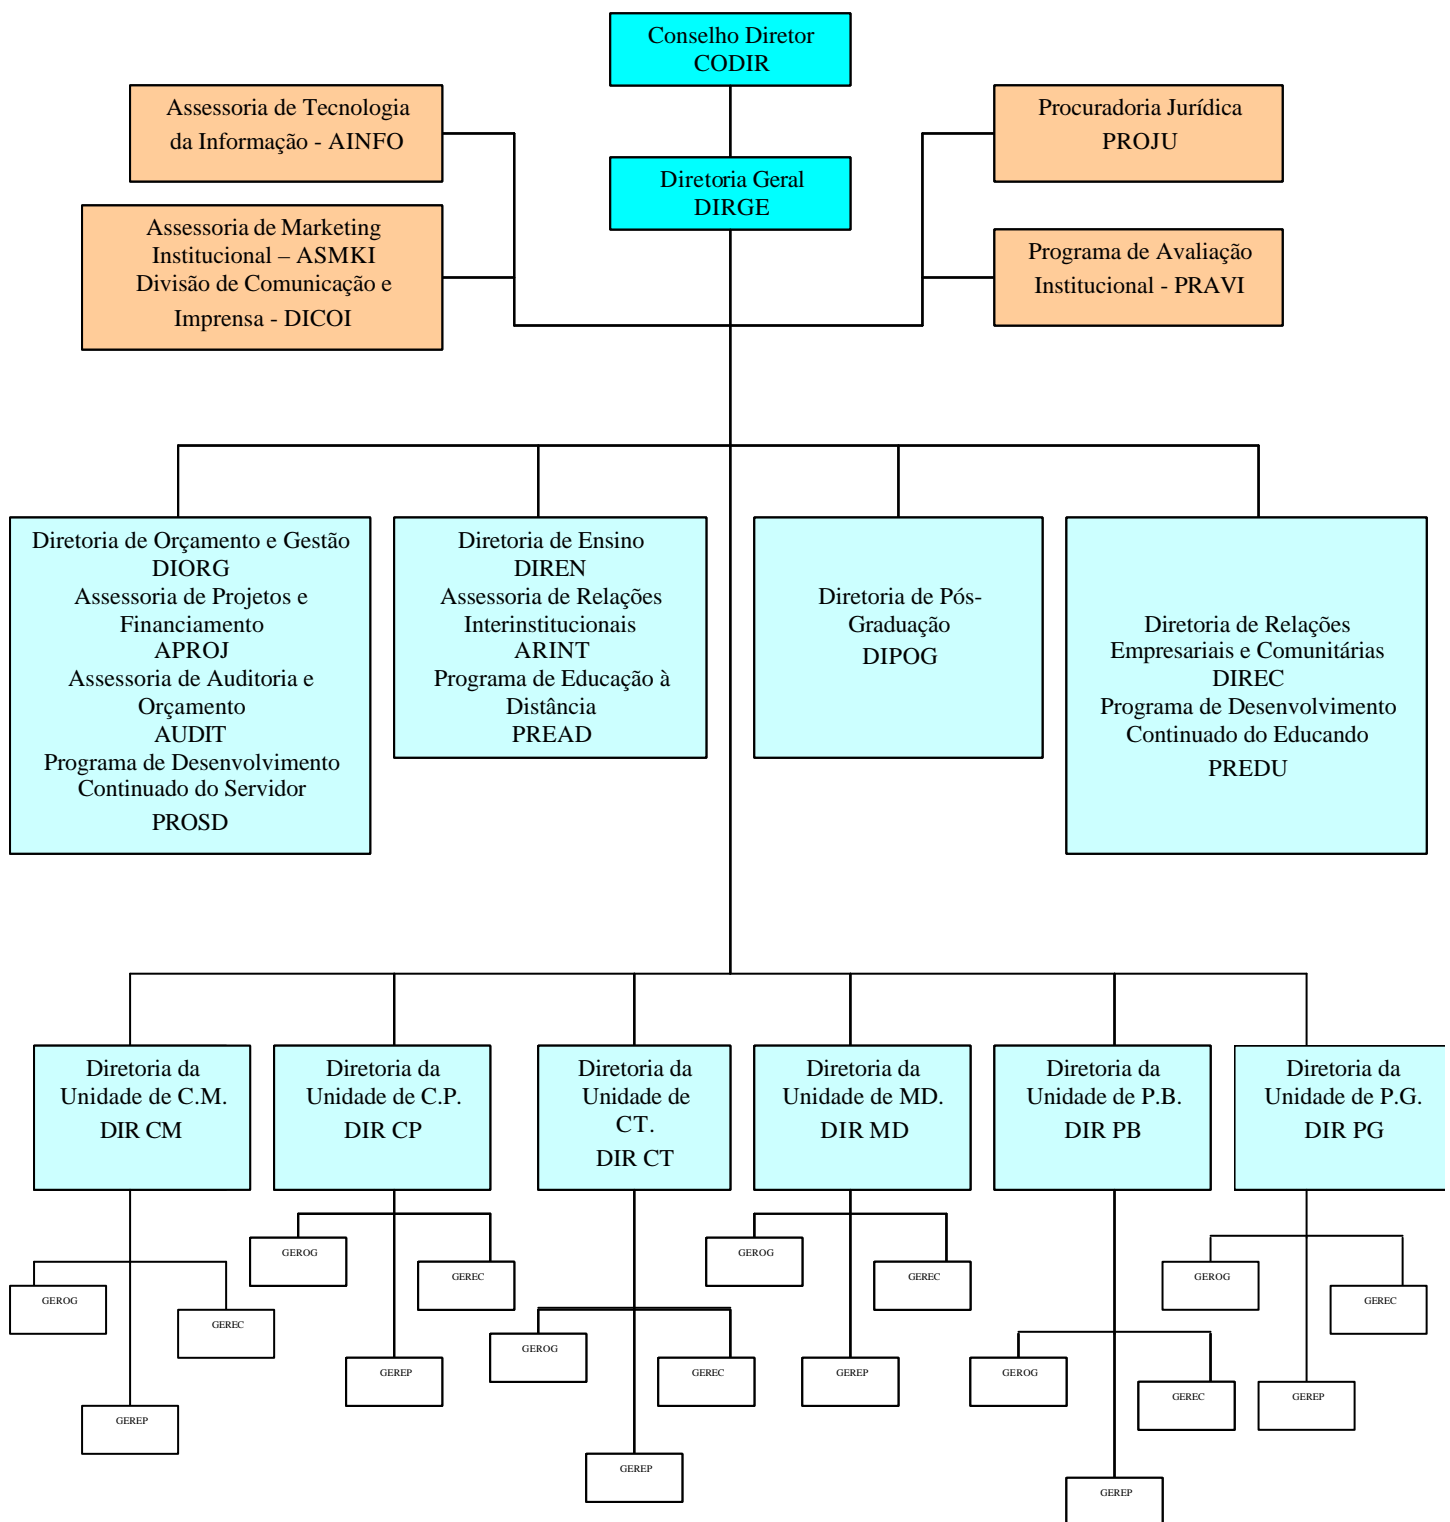 Conselho Diretor
CODIR
Assessoria de Tecnologia
da Informação - AINFO
Procuradoria Jurídica
PROJU
Diretoria Geral
DIRGE
Assessoria de Marketing
Institucional – ASMKI
Divisão de Comunicação e
Imprensa - DICOI
Programa de Avaliação
Institucional - PRAVI
Diretoria de Orçamento e Gestão
DIORG
Assessoria de Projetos e
Financiamento
APROJ
Assessoria de Auditoria e
Orçamento
AUDIT
Programa de Desenvolvimento
Continuado do Servidor
PROSD
Diretoria de Ensino
DIREN
Assessoria de Relações
Interinstitucionais
ARINT
Programa de Educação à
Distância
PREAD
Diretoria de Pós-
Graduação
DIPOG
Diretoria de Relações
Empresariais e Comunitárias
DIREC
Programa de Desenvolvimento
Continuado do Educando
PREDU
Diretoria da
Unidade de C.M.
DIR CM
Diretoria da
Unidade de C.P.
DIR CP
Diretoria da
Unidade de
CT.
DIR CT
Diretoria da
Unidade de MD.
DIR MD
Diretoria da
Unidade de P.B.
DIR PB
Diretoria da
Unidade de P.G.
DIR PG
GEROG
GEREC
GEREP
GEROG
GEREC
GEREP
GEROG
GEREC
GEREP
GEROG
GEREC
GEREP
GEROG
GEREC
GEREP
GEROG
GEREC
GEREP